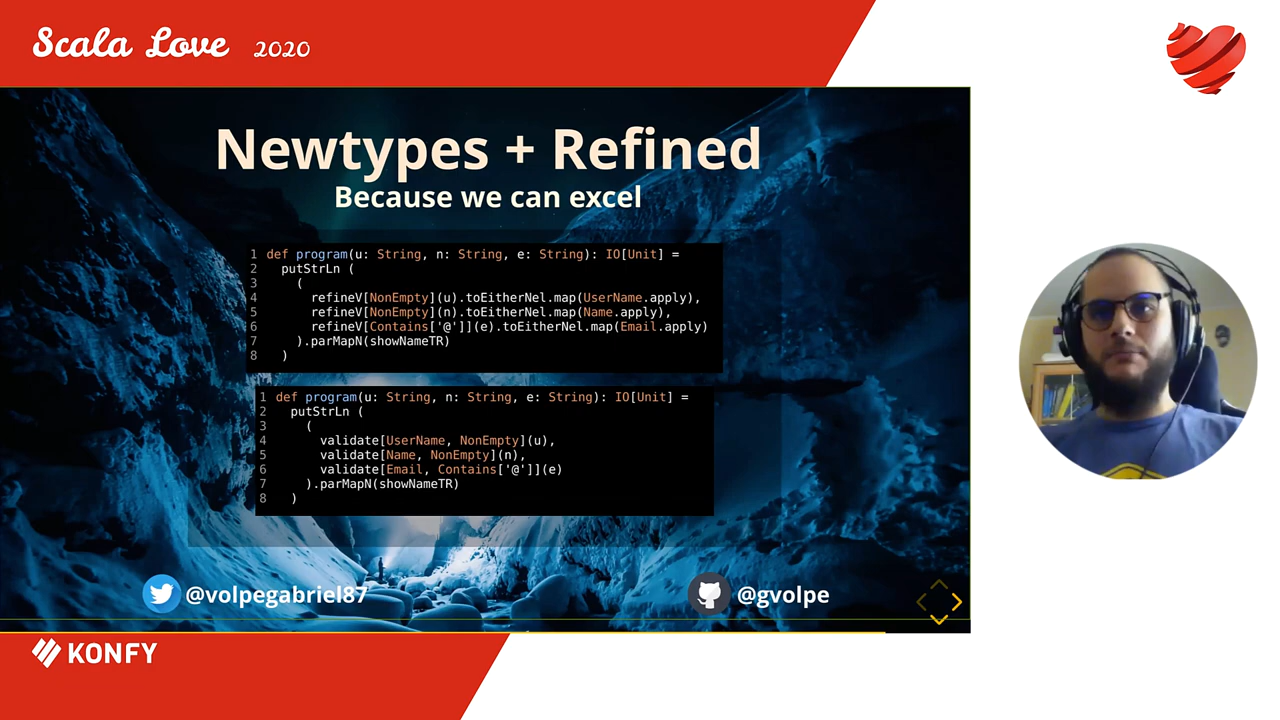 Scala Love 2020
Newtypes + Refined
Because we can excel
1 def program(u: String, n: String, e: String): IO[Unit] =
2   putStrLn (
3     (
4       refineV[NonEmpty](u).toEitherNel.map(UserName.apply),
5       refineV[NonEmpty](n).toEitherNel.map(Name.apply),
6       refineV[Contains['@']](e).toEitherNel.map(Email.apply)
7     ).parMapN(showNameTR)
8   )
1 def program(u: String, n: String, e: String): IO[Unit] =
2   putStrLn (
3     (
4       validate[UserName, NonEmpty](u),
5       validate[Name, NonEmpty](n),
6       validate[Email, Contains['@']](e)
7     ).parMapN(showNameTR)
8   )
@volpegabriel87
@gvolpe
KONFY